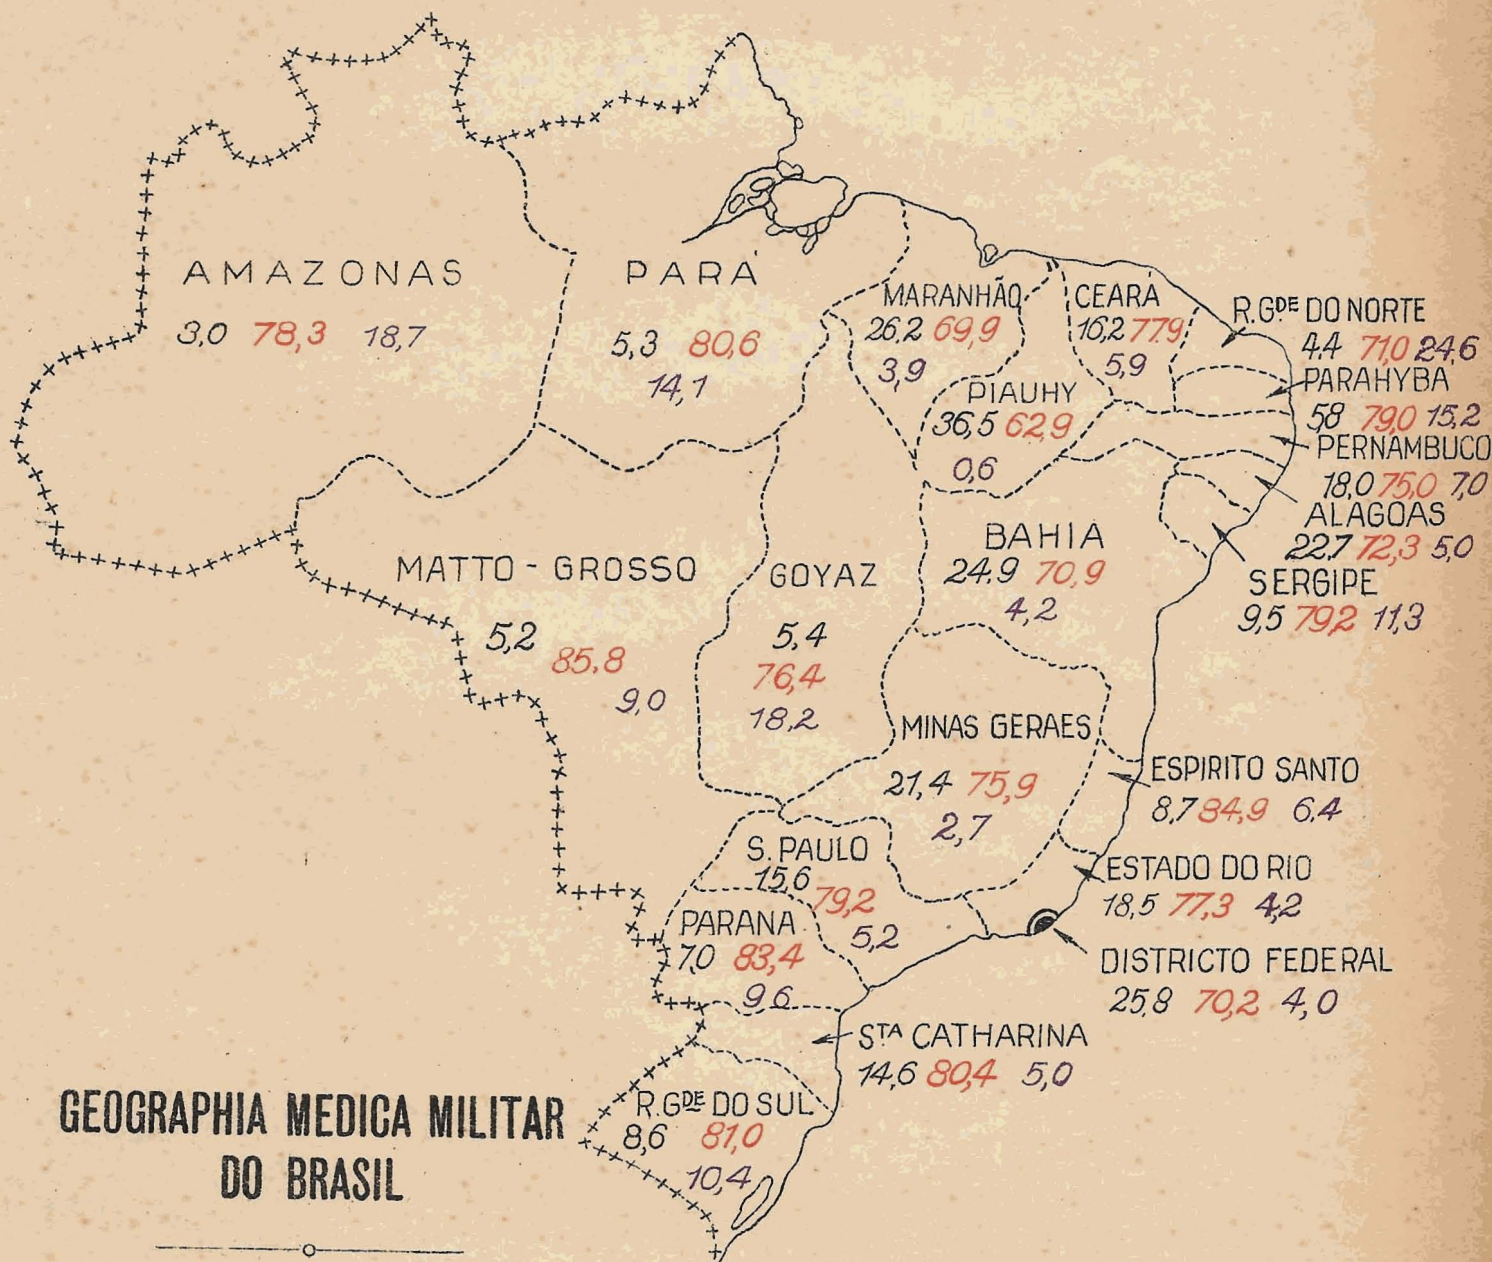 AMAZONAS
3,0 78,3 18,7
PARÁ
5,3 80,6
14,1
MARANHÃO
26,2 69,9
3,9
CEARA
16,2 77,9
5,9
R.GDE DO NORTE
4,4 71,0 24,6
PARAHYBA
5,8 79,0 15,2
PERNAMBUCO
18,0 75,0 7,0
ALAGOAS
22,7 72,3 5,0
SERGIPE
9,5 79,2 11,3
PIAUHY
36,5 62,9
0,6
BAHIA
24,9 70,9
4,2
MATTO - GROSSO
5,2
85,8
9,0
GOYAZ
5,4
76,4
18,2
MINAS GERAES
21,4 75,9
2,7
ESPIRITO SANTO
8,7 84,9 6,4
S. PAULO
15,6
79,2
5,2
ESTADO DO RIO
18,5 77,3 4,2
DISTRICTO FEDERAL
25,8 70,2 4,0
PARANA
7,0 83,4
9 6
STA CATHARINA
14,6 80,4 5,0
R.GDE DO SUL
8,6 81,0
10,4
GEOGRAPHIA MEDICA MILITAR
DO BRASIL